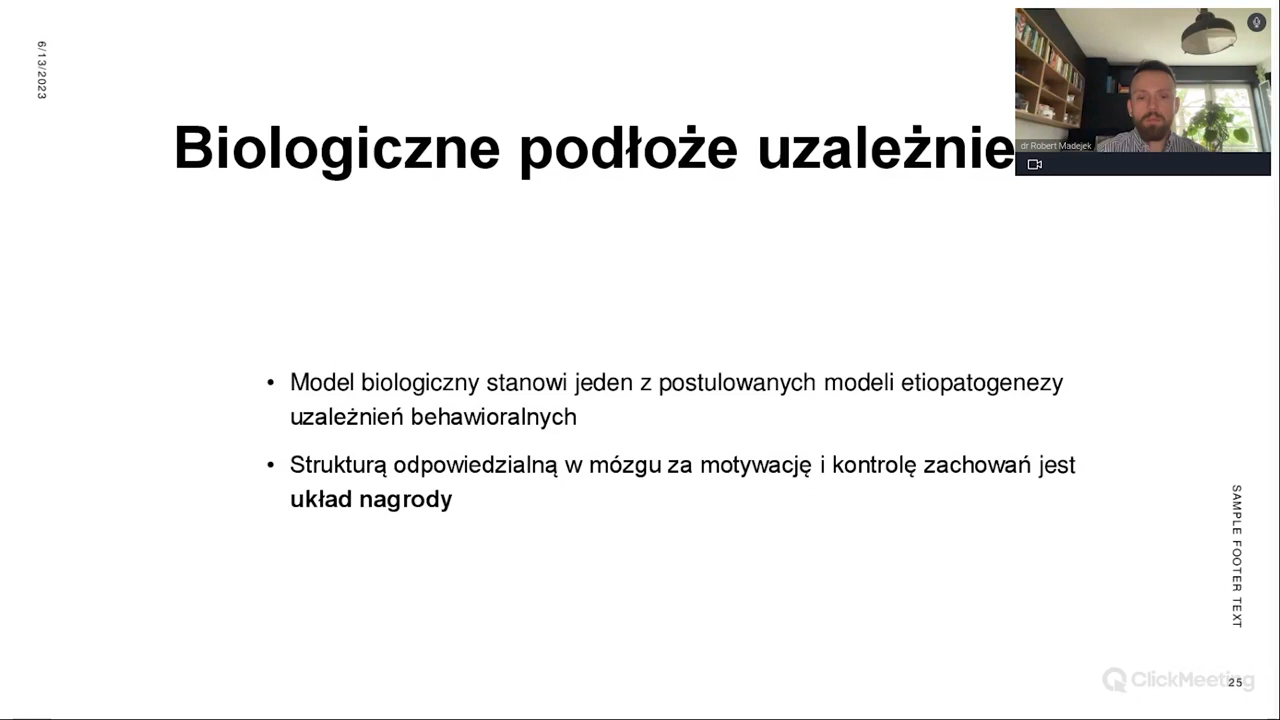 6/13/2023
Biologiczne podłoże uzależnie
dr Robert Madejek
• Model biologiczny stanowi jeden z postulowanych modeli etiopatogenezy
uzależnień behawioralnych
• Strukturą odpowiedzialną w mózgu za motywację i kontrolę zachowań jest
układ nagrody
SAMPLE FOOTER TEXT
ClickMeeting
25